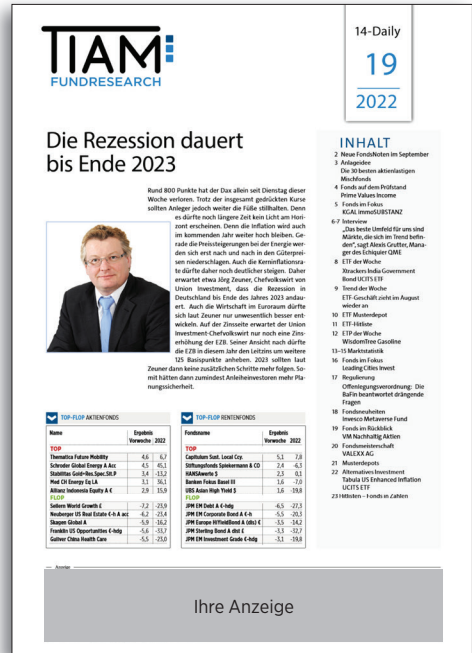 TIAM
FUNDRESEARCH
14-Daily
19
2022
Die Rezession dauert
bis Ende 2023
Rund 800 Punkte hat der Dax allein seit Dienstag dieser
Woche verloren. Trotz der insgesamt gedrückten Kurse
sollten Anleger jedoch weiter die Füße stillhalten. Denn
es dürfte noch längere Zeit kein Licht am Hori-
zont erscheinen. Denn die Inflation wird auch
im kommenden Jahr weiter hoch bleiben. Ge-
rade die Preissteigerungen bei der Energie wer-
den sich erst nach und nach in den Güterprei-
sen niederschlagen. Auch die Kerninflationsra-
te dürfte daher noch deutlicher steigen. Daher
erwartet etwa Jörg Zeuner, Chefvolkswirt von
Union Investment, dass die Rezession in
Deutschland bis Ende des Jahres 2023 andau-
ert. Auch die Wirtschaft im Euroraum dürfte
sich laut Zeuner nur unwesentlich besser ent-
wickeln. Auf der Zinsseite erwartet der Union
Investment-Chefvolkswirt nur noch eine Zins-
erhöhung der EZB. Seiner Ansicht nach dürfte
die EZB in diesem Jahr den Leitzins um weitere
125 Basispunkte anheben. 2023 sollten laut
Zeuner dann keine zusätzlichen Schritte mehr folgen. So-
mit hätten dann zumindest Anleiheinvestoren mehr Pla-
nungssicherheit.
INHALT
2 Neue FondsNoten im September
3 Anlageidee
Die 30 besten aktienlastigen
Mischfonds
4 Fonds auf dem Prüfstand
Prime Values Income
5 Fonds im Fokus
KGAL immoSUBSTANZ
6-7 Interview
„Das beste Umfeld für uns sind
Märkte, die sich im Trend befin-
den", sagt Alexis Grutter, Mana-
ger des Echiquier QME
8 ETF der Woche
Xtrackers India Government
Bond UCITS ETF
9 Trend der Woche
ETF-Geschäft zieht im August
wieder an
10 ETF Musterdepot
11 ETF-Hitliste
12 ETP der Woche
WisdomTree Gasoline
13–15 Marktstatistik
16 Fonds im Fokus
Leading Cities Invest
17 Regulierung
Offenlegungsverordnung: Die
BaFin beantwortet drängende
Fragen
18 Fondsneuheiten
Invesco Metaverse Fund
19 Fonds im Rückblick
VM Nachhaltig Aktien
20 Fondsneuheiten
VALEXX AG
21 Musterdepots
22 Alternatives Investment
Tabula US Enhanced Inflation
UCITS ETF
23 Hitlisten – Fonds in Zahlen
TOP-FLOP AKTIENFONDS
Name Ergebnis
Vorwoche 2022
TOP
Thematica Future Mobility 4,6 6,7
Schroder Global Energy A Acc 4,5 45,1
Stabilitas Gold+Res.Spec.Sit.P 3,4 -13,2
Mod CH Energy Eq LA 3,1 36,1
Allianz Indonesia Equity A € 2,9 15,9
FLOP
Seilern World Growth £ -7,2 -23,9
Neuberger US Real Estate €-h A acc -6,2 -23,4
Skagen Global A -5,9 -16,2
Franklin US Opportunities €-hdg -5,6 -33,7
Guliver China Health Care -5,5 -23,0
TOP-FLOP RENTENFONDS
Fondsname Ergebnis
Vorwoche 2022
TOP
Capitulum Sust. Local Ccy. 5,1 7,8
Stiftungsfonds Spiekermann & CO 2,4 -6,5
HANSAwerte $ 2,3 0,1
Banken Fokus Basel III 1,6 -7,0
UBS Asian High Yield $ 1,6 -19,8
FLOP
JPM EM Debt A €-hdg -6,5 -27,3
JPM EM Corporate Bond A €-h -5,5 -20,3
JPM Europe HiYieldBond A (dis) € -3,5 -14,2
JPM Sterling Bond A dist £ -3,3 -32,7
JPM EM Investment Grade €-hdg -3,1 -19,8
Anzeige
Ihre Anzeige